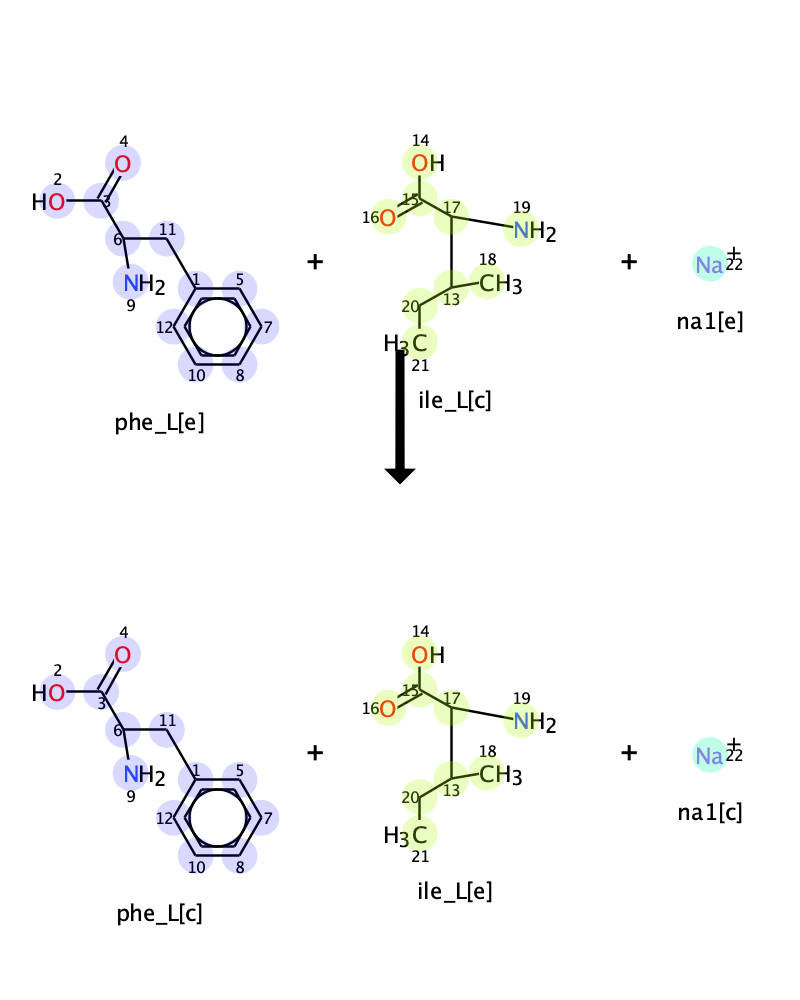 4
14
O
OH
2
HO
3
15
19
16
O
17
NH2
6
11
18
Na+
22
NH2
1
5
CH3
9
20
13
na1[e]
12
7
H3C
21
10
8
+
+
phe_L[e]
ile_L[c]
4
14
O
OH
2
HO
3
15
19
16
O
17
NH2
6
11
18
Na+
22
NH2
1
5
CH3
9
20
13
na1[c]
12
7
H3C
21
10
8
+
+
phe_L[c]
ile_L[e]